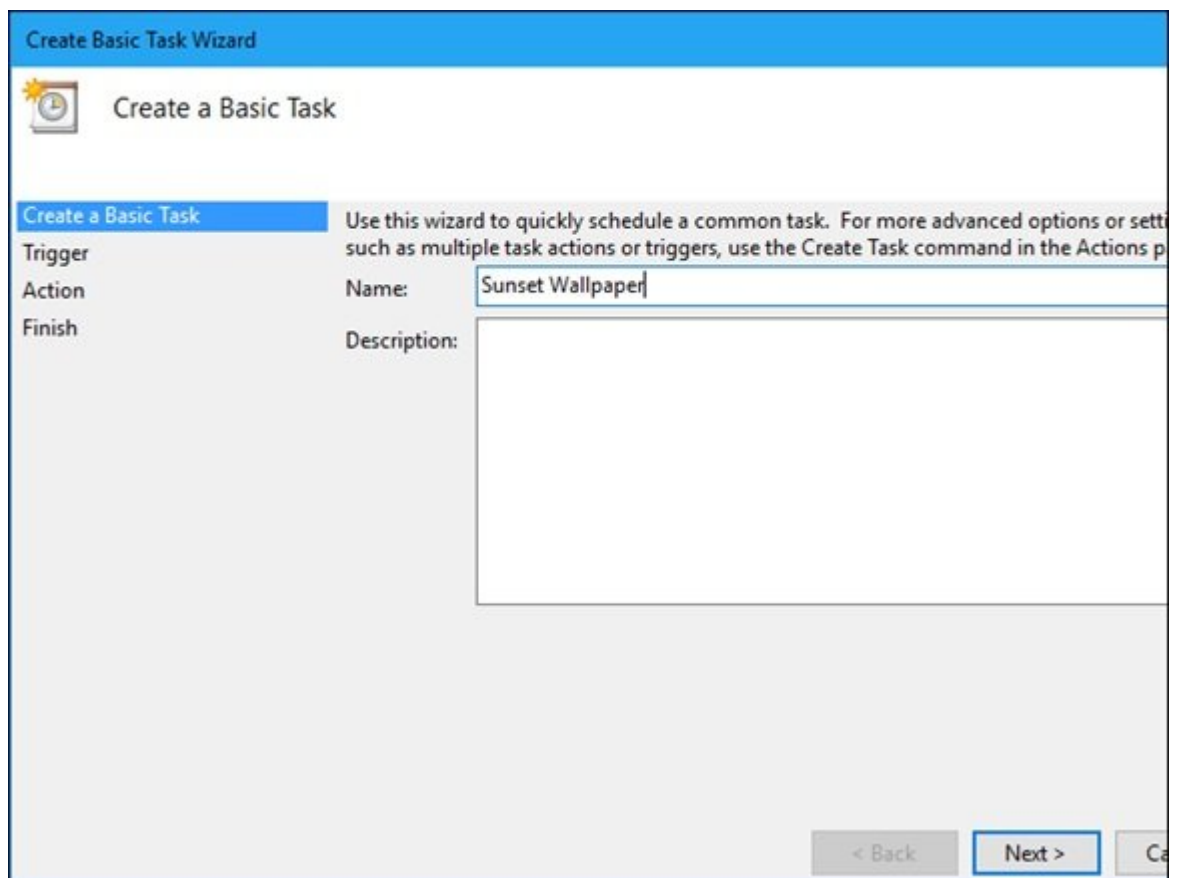 Create Basic Task Wizard
Create a Basic Task
Create a Basic Task
Trigger
Action
Finish
Use this wizard to quickly schedule a common task. For more advanced options or setti
such as multiple task actions or triggers, use the Create Task command in the Actions p
Name: Sunset Wallpaper
Description:
< Back Next > Ca